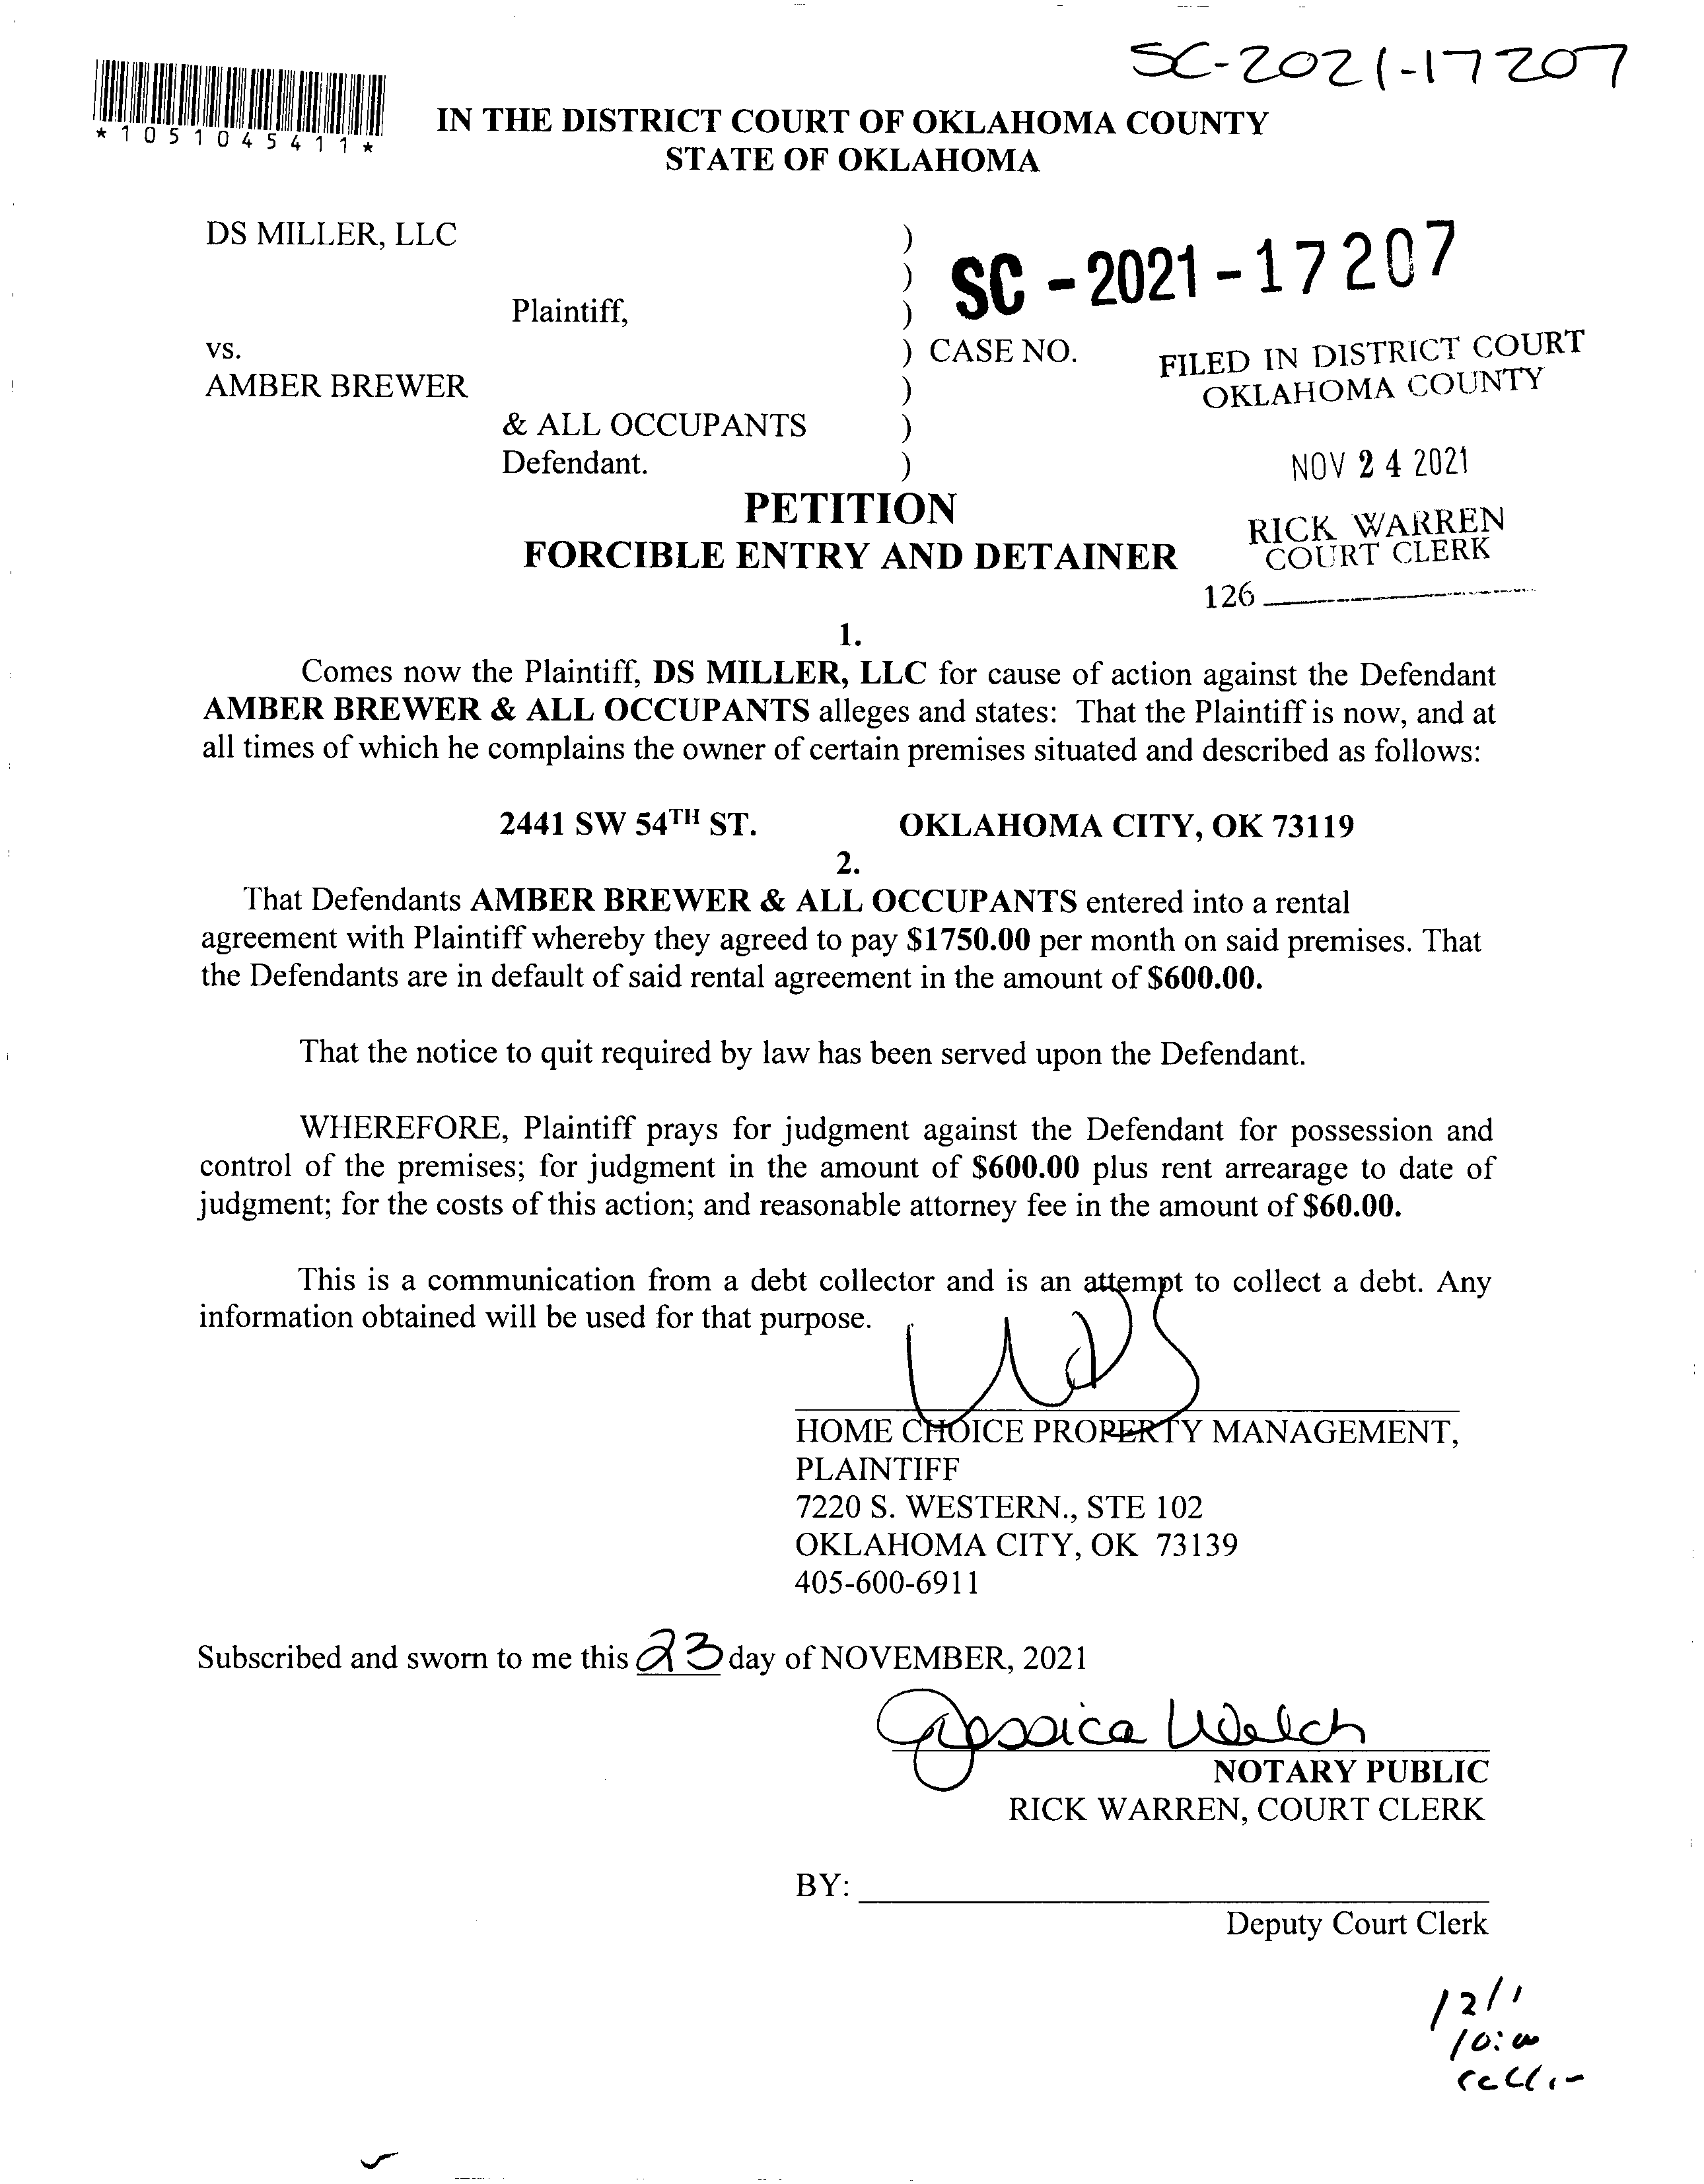 SC-2021-17207
*1051045411*
IN THE DISTRICT COURT OF OKLAHOMA COUNTY
STATE OF OKLAHOMA
DS MILLER, LLC )
)
Plaintiff, )
SC-2021-17207
vs. ) CASE NO.
FILED IN DISTRICT COURT
OKLAHOMA COUNTY
AMBER BREWER )
& ALL OCCUPANTS )
Defendant. )
NOV 24 2021
PETITION
RICK WARREN
COURT CLERK
FORCIBLE ENTRY AND DETAINER
126
1.
Comes now the Plaintiff, DS MILLER, LLC for cause of action against the Defendant
AMBER BREWER & ALL OCCUPANTS alleges and states: That the Plaintiff is now, and at
all times of which he complains the owner of certain premises situated and described as follows:
2441 SW 54TH ST. OKLAHOMA CITY, OK 73119
2.
That Defendants AMBER BREWER & ALL OCCUPANTS entered into a rental
agreement with Plaintiff whereby they agreed to pay $1750.00 per month on said premises. That
the Defendants are in default of said rental agreement in the amount of $600.00.
That the notice to quit required by law has been served upon the Defendant.
WHEREFORE, Plaintiff prays for judgment against the Defendant for possession and
control of the premises; for judgment in the amount of $600.00 plus rent arrearage to date of
judgment; for the costs of this action; and reasonable attorney fee in the amount of $60.00.
This is a communication from a debt collector and is an attempt to collect a debt. Any
information obtained will be used for that purpose.
HOME CHOICE PROPERTY MANAGEMENT,
PLAINTIFF
7220 S. WESTERN., STE 102
OKLAHOMA CITY, OK 73139
405-600-6911
Subscribed and sworn to me this 23 day of NOVEMBER, 2021
Jessica Welch
NOTARY PUBLIC
RICK WARREN, COURT CLERK
BY:
Deputy Court Clerk
12/1
10:00